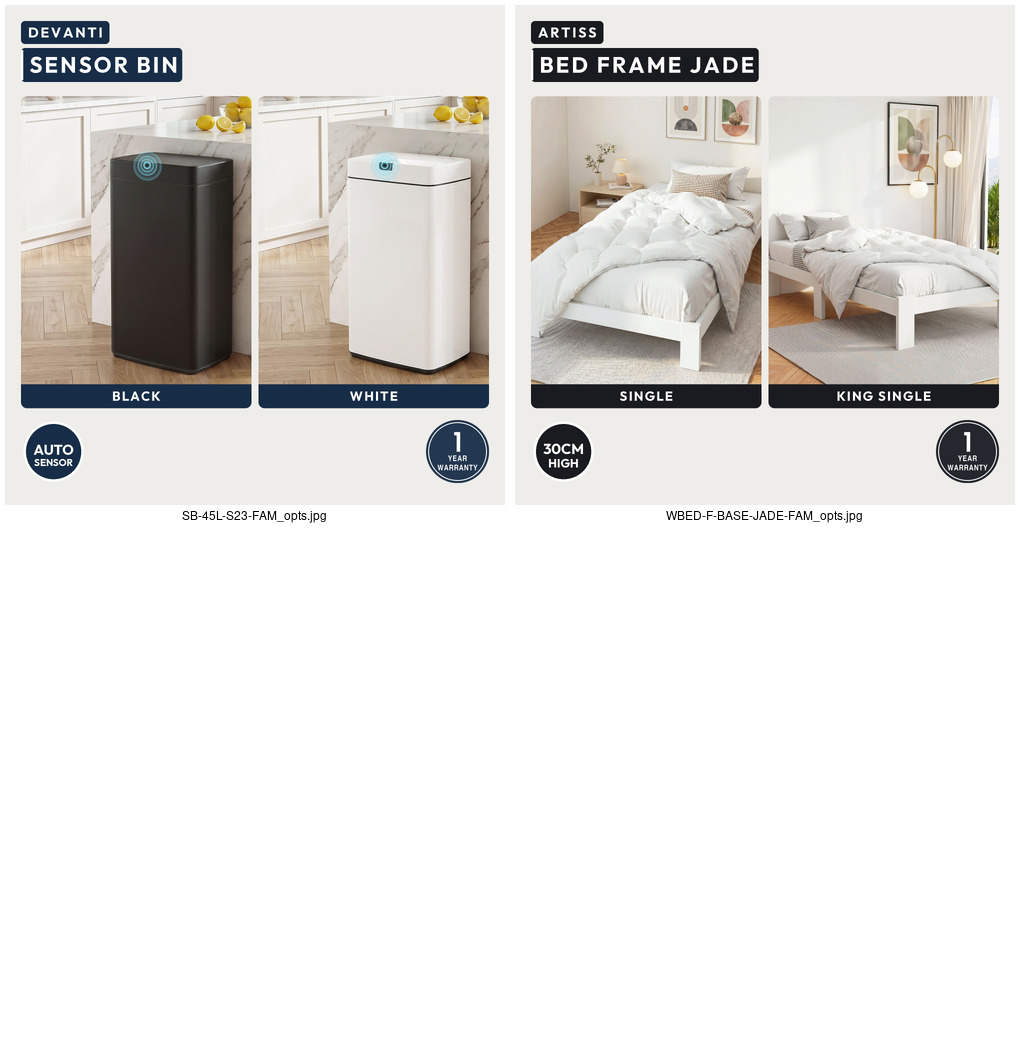 DEVANTI
SENSOR BIN
BLACK
WHITE
AUTO
SENSOR
1
YEAR
WARRANTY
SB-45L-S23-FAM_opts.jpg
ARTISS
BED FRAME JADE
SINGLE
KING SINGLE
30CM
HIGH
1
YEAR
WARRANTY
WBED-F-BASE-JADE-FAM_opts.jpg